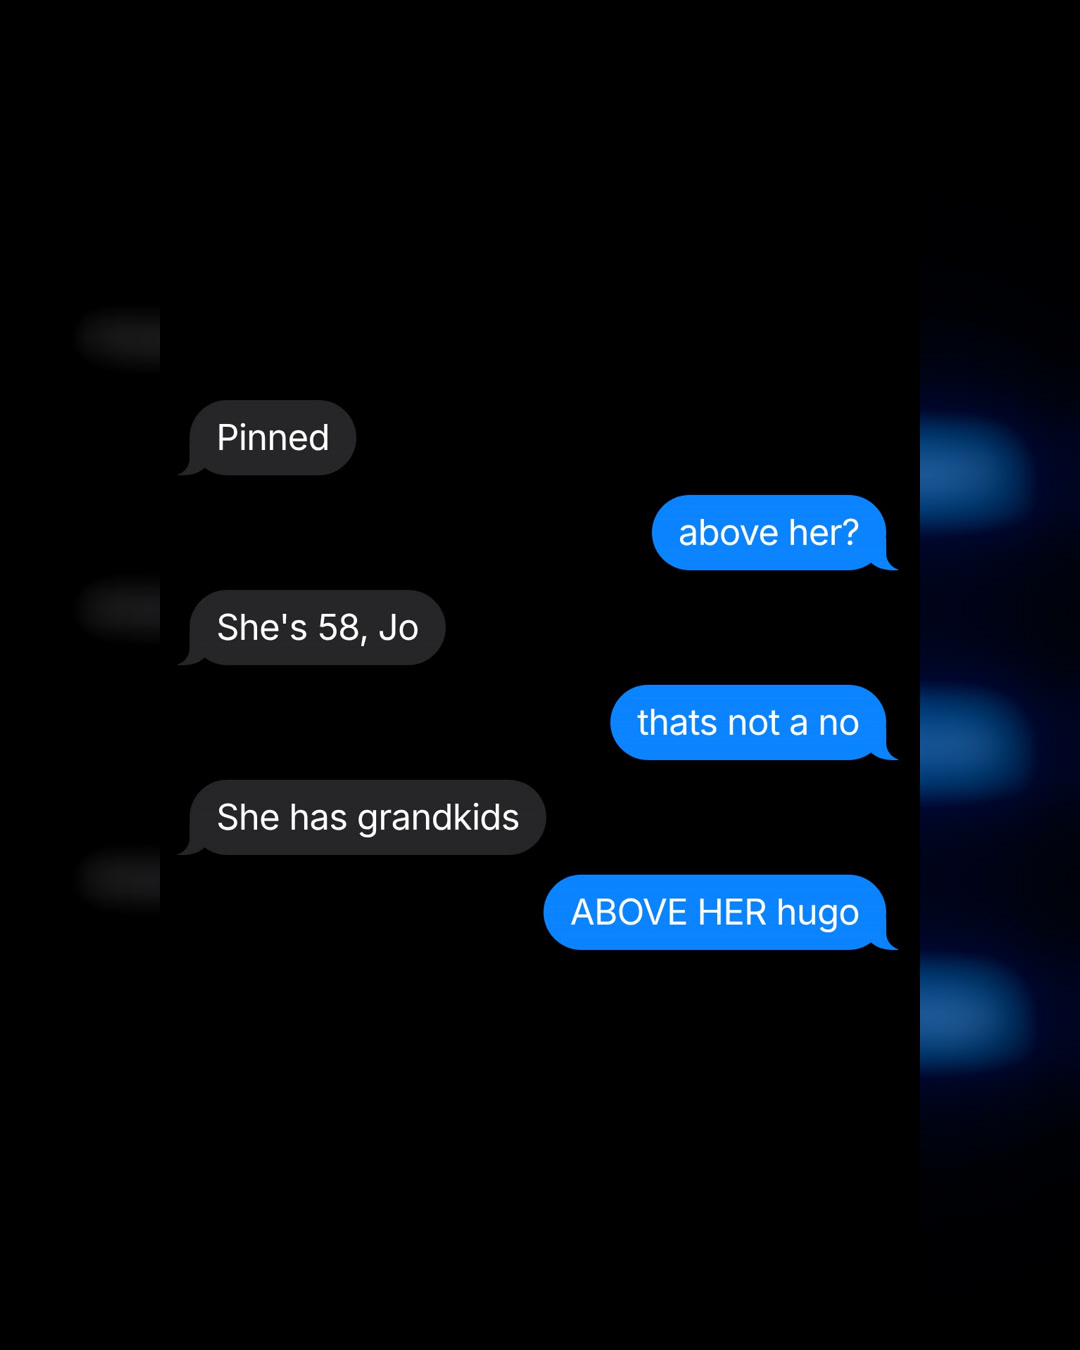 Pinned
above her?
She's 58, Jo
thats not a no
She has grandkids
ABOVE HER hugo